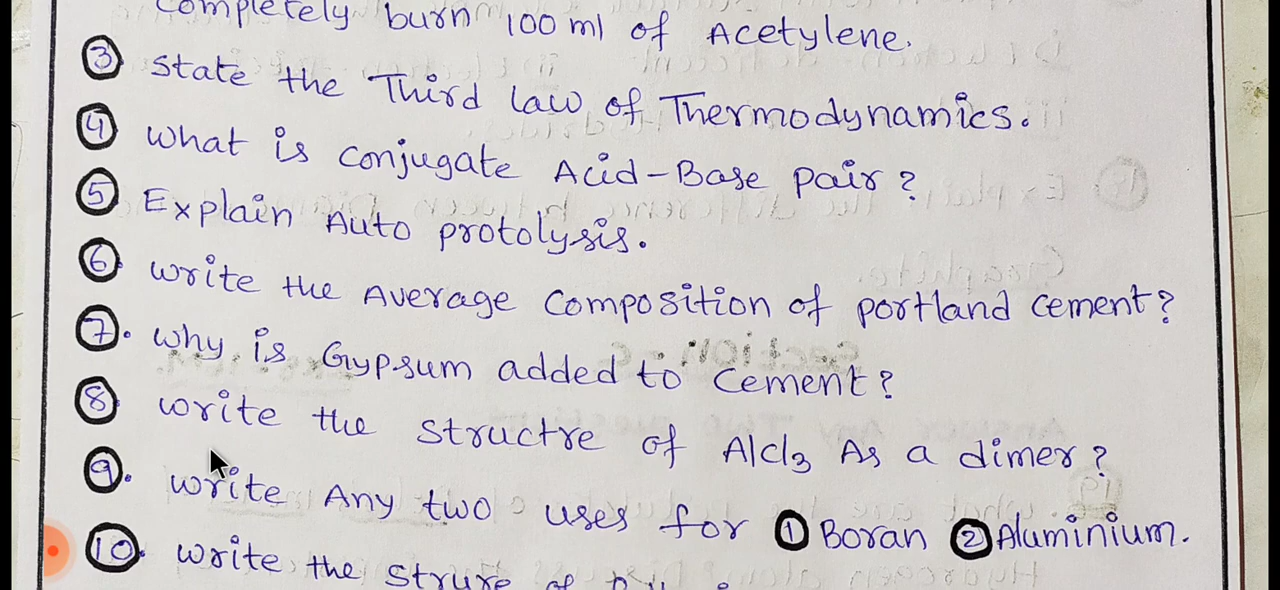 completely burn 100 ml of Acetylene.
③ State the Third law of Thermodynamics.
④ What is conjugate Acid-Base pair?
⑤ Explain Auto protolysis.
⑥ Write the Average Composition of portland cement?
⑦. Why is Gypsum added to cement?
⑧ write the structre of Alcl3 As a dimer?
⑨. write Any two uses for ① Boran ② Aluminium.
⑩. write the strure of